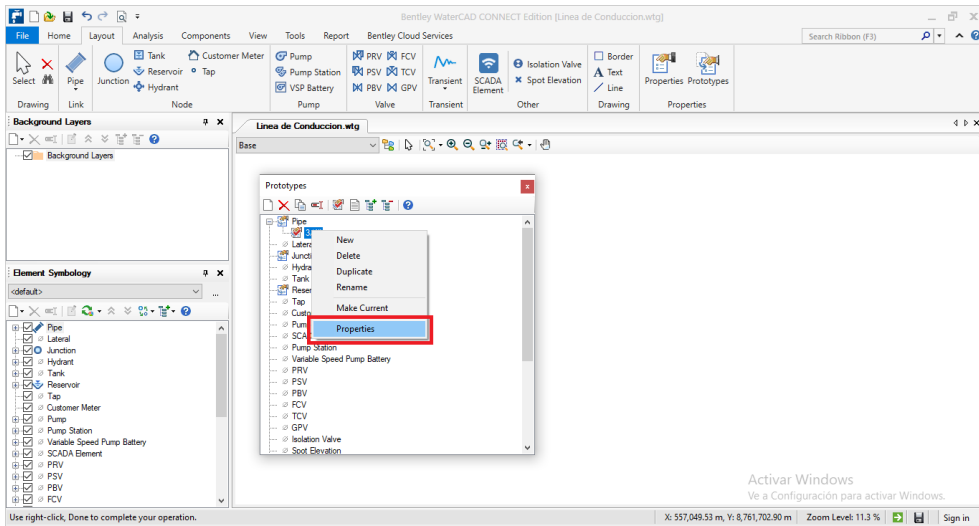 Bentley WaterCAD CONNECT Edition [Linea de Conduccion.wtg]
File Home Layout Analysis Components View Tools Report Bentley Cloud Services
Search Ribbon (F3)
Select
Pipe
Junction
Tank
Reservoir
Hydrant
Customer Meter
Tap
Pump
Pump Station
VSP Battery
PRV FCV
PSV TCV
PBV GPV
Transient
SCADA
Element
Isolation Valve
Spot Elevation
Border
Text
Line
Properties Prototypes
Drawing Link Node Pump Valve Transient Other Drawing Properties
Background Layers
Background Layers
Linea de Conduccion.wtg
Base
Prototypes
Pipe
Latera
Juncti
Hydra
Tank
Reser
Tap
Custo
Pum
SCA
Pump Station
Variable Speed Pump Battery
PRV
PSV
PBV
FCV
TCV
GPV
Isolation Valve
Spot Elevation
New
Delete
Duplicate
Rename
Make Current
Properties
Element Symbology
<default>
...
Pipe
Lateral
Junction
Hydrant
Tank
Reservoir
Tap
Customer Meter
Pump
Pump Station
Variable Speed Pump Battery
SCADA Element
PRV
PSV
PBV
FCV
Activar Windows
Ve a Configuración para activar Windows.
Use right-click, Done to complete your operation.
X: 557,049.53 m, Y: 8,761,702.90 m Zoom Level: 11.3 % Sign in